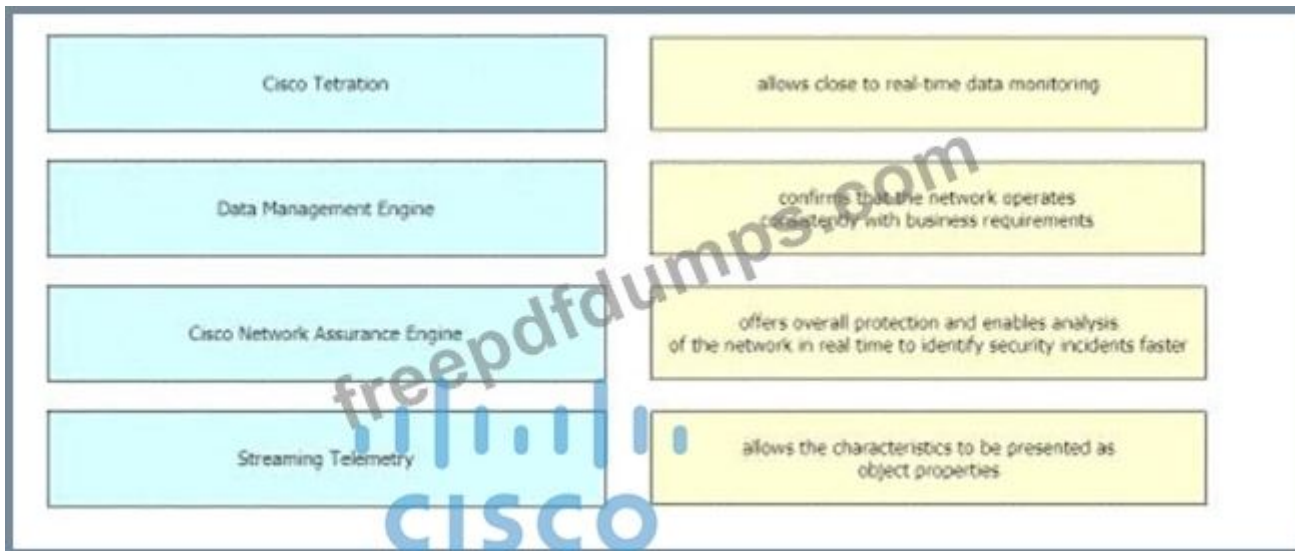 Cisco Tetration
allows close to real-time data monitoring
Data Management Engine
confirms that the network operates
consistently with business requirements
Cisco Network Assurance Engine
offers overall protection and enables analysis
of the network in real time to identify security incidents faster
Streaming Telemetry
allows the characteristics to be presented as
object properties
freepdfdumps.com
CISCO